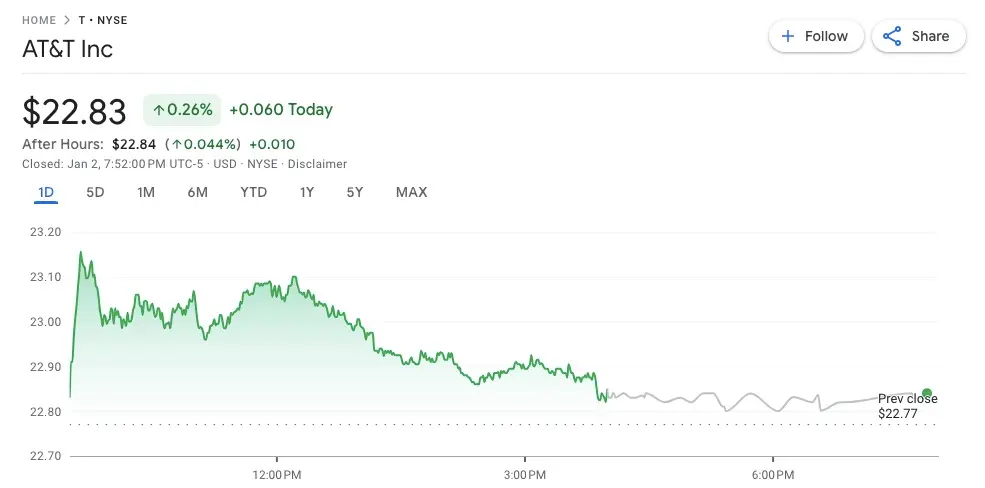 HOME > T • NYSE
AT&T Inc
+ Follow
Share
$22.83 ↑0.26% +0.060 Today
After Hours: $22.84 (↑0.044%) +0.010
Closed: Jan 2, 7:52:00 PM UTC-5 · USD · NYSE · Disclaimer
1D 5D 1M 6M YTD 1Y 5Y MAX
23.20
23.10
23.00
22.90
22.80
22.70
Prev close
$22.77
12:00 PM 3:00 PM 6:00 PM